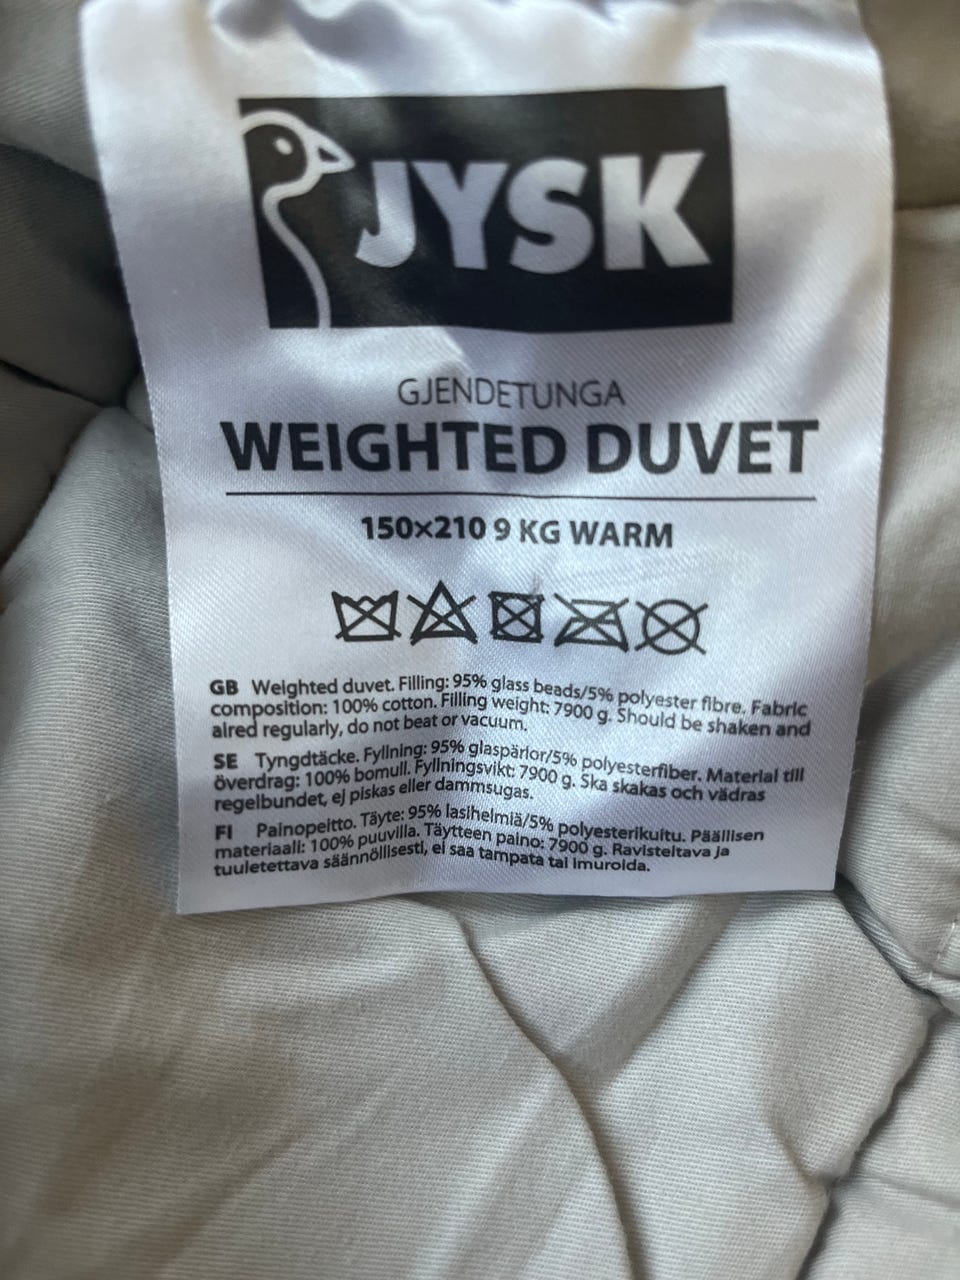 JYSK
GJENDETUNGA
WEIGHTED DUVET
150×210 9 KG WARM
GB Weighted duvet. Filling: 95% glass beads/5% polyester fibre. Fabric
composition: 100% cotton. Filling weight: 7900 g. Should be shaken and
aired regularly, do not beat or vacuum.
SE Tyngdtäcke. Fyllning: 95% glaspärlor/5% polyesterfiber. Material till
överdrag: 100% bomull. Fyllningsvikt: 7900 g. Ska skakas och vädras
regelbundet, ej piskas eller dammsugas.
FI Painopeitto. Täyte: 95% lasihelmiä/5% polyesterikuitu. Päällisen
materiaali: 100% puuvilla. Täytteen paino: 7900 g. Ravisteltava ja
tuuletettava säännöllisesti, ei saa tampata tai imuroida.